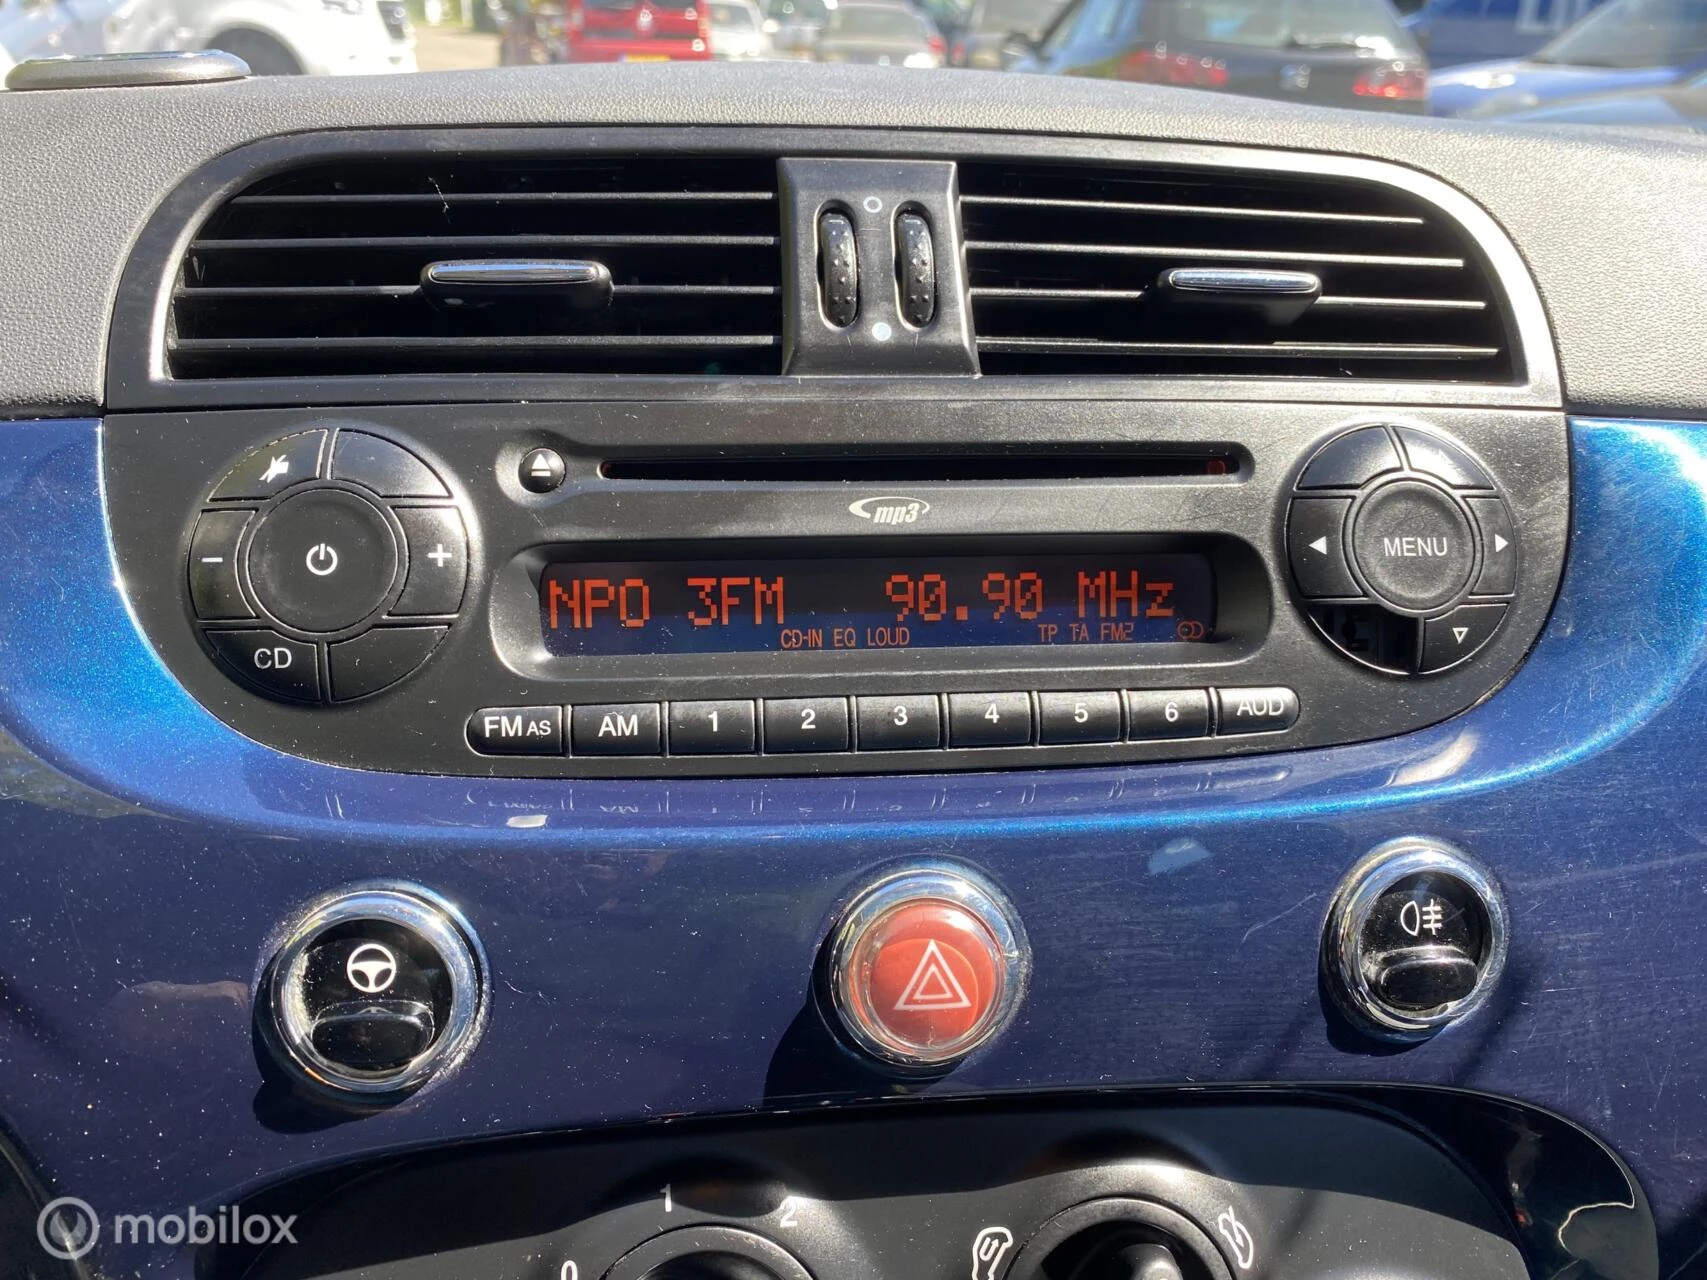 mp3
NPO 3FM 90.90 MHz
CD-IN EQ LOUD TP TA FM2
MENU
CD
FM AS AM 1 2 3 4 5 6 AUD
0 1 2
mobilox